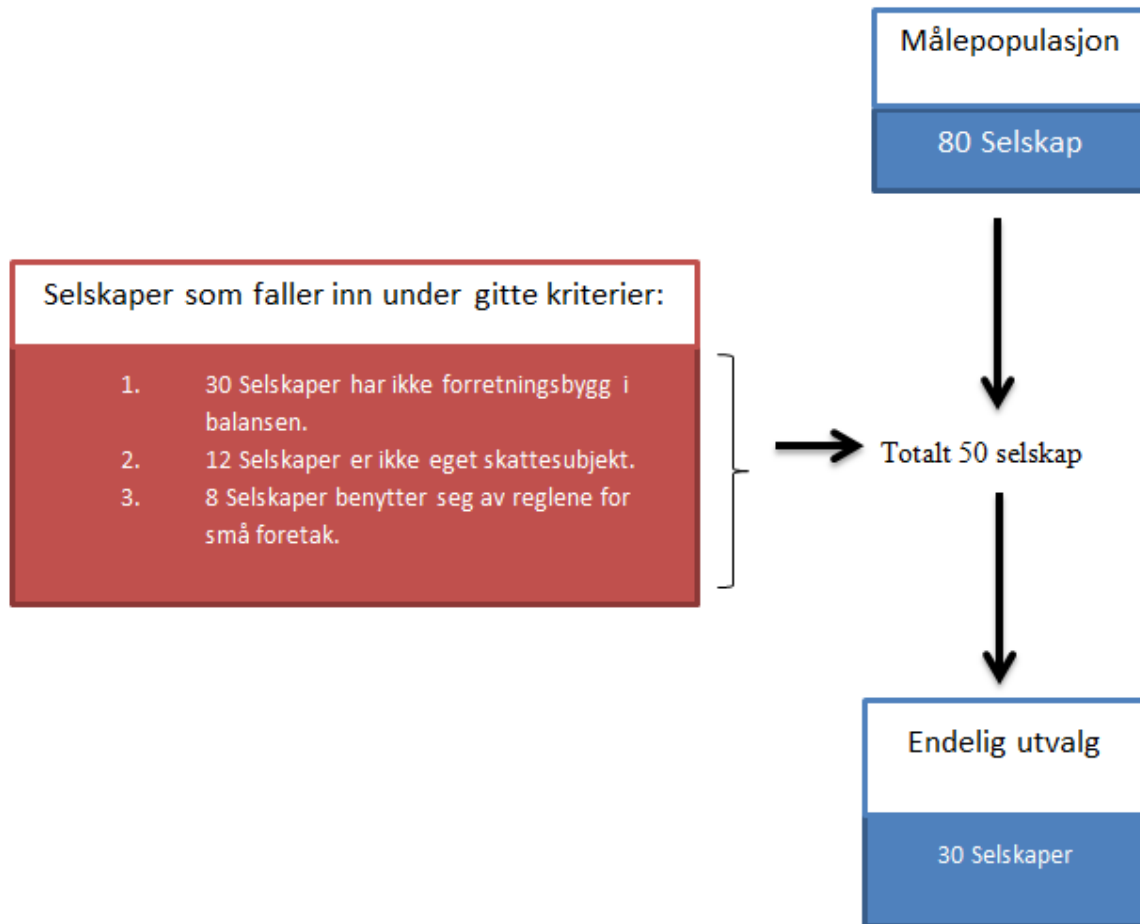 Målepopulasjon
80 Selskap
Selskaper som faller inn under gitte kriterier:
1. 30 Selskaper har ikke forretningsbygg i
balansen.
2. 12 Selskaper er ikke eget skattesubjekt.
3. 8 Selskaper benytter seg av reglene for
små foretak.
Totalt 50 selskap
Endelig utvalg
30 Selskaper